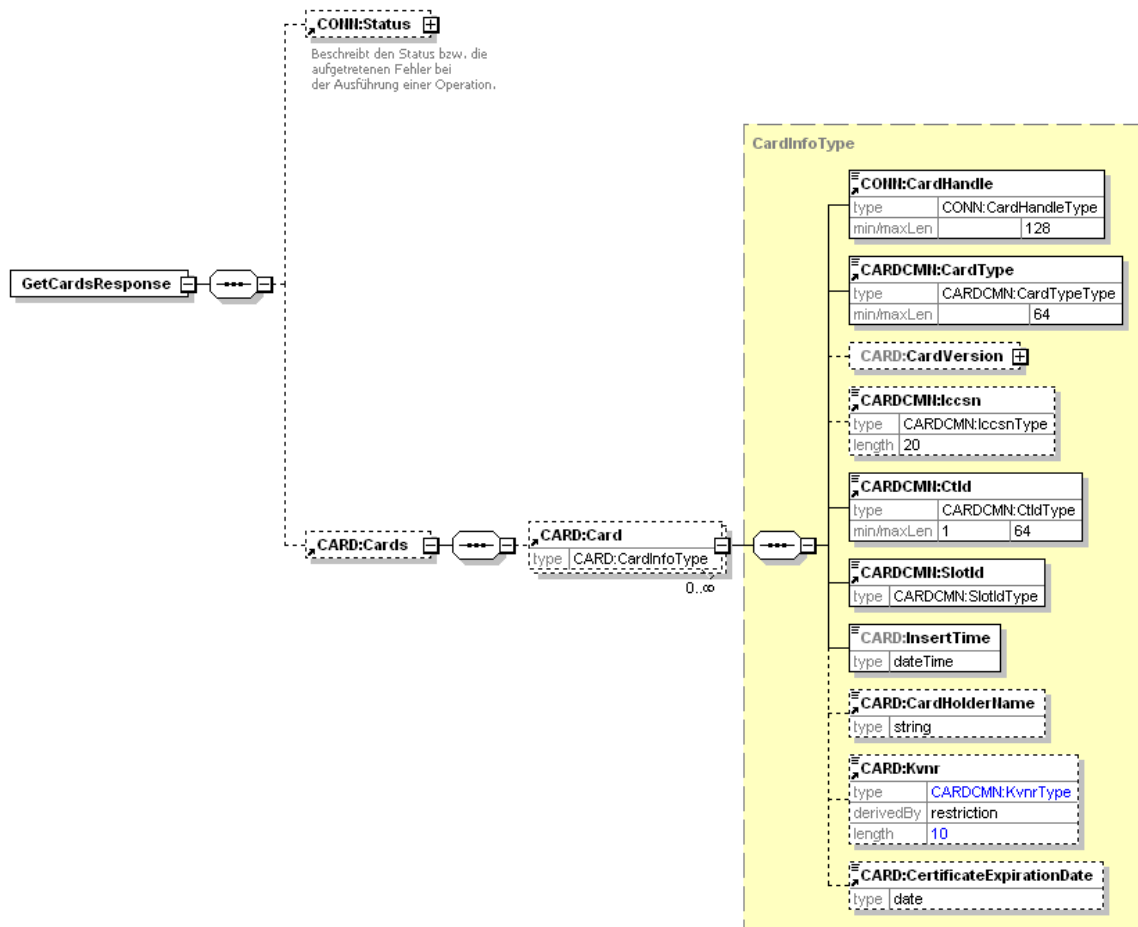 CONN:Status
Beschreibt den Status bzw. die
aufgetretenen Fehler bei
der Ausführung einer Operation.
GetCardsResponse
CARD:Cards
CARD:Card
type CARD:CardInfoType
0..∞
CardInfoType
CONN:CardHandle
type CONN:CardHandleType
min/maxLen 128
CARDCMN:CardType
type CARDCMN:CardTypeType
min/maxLen 64
CARD:CardVersion
CARDCMN:Iccsn
type CARDCMN:IccsnType
length 20
CARDCMN:CtId
type CARDCMN:CtIdType
min/maxLen 1 64
CARDCMN:SlotId
type CARDCMN:SlotIdType
CARD:InsertTime
type dateTime
CARD:CardHolderName
type string
CARD:Kvnr
type CARDCMN:KvnrType
derivedBy restriction
length 10
CARD:CertificateExpirationDate
type date